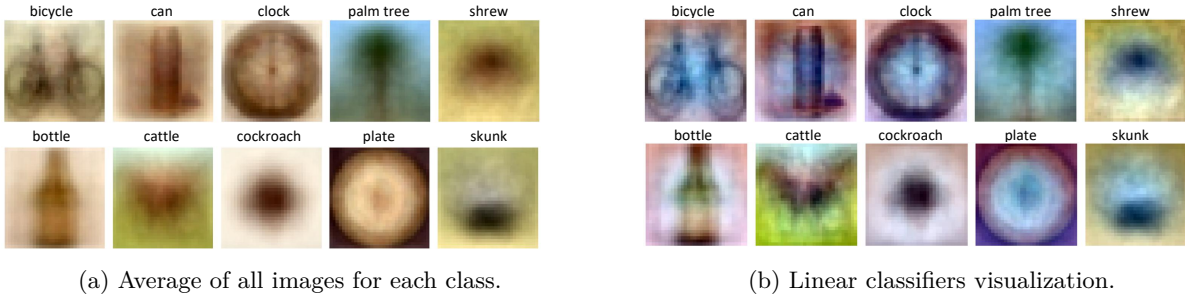 bicycle can clock palm tree shrew
bottle cattle cockroach plate skunk
(a) Average of all images for each class.
bicycle can clock palm tree shrew
bottle cattle cockroach plate skunk
(b) Linear classifiers visualization.